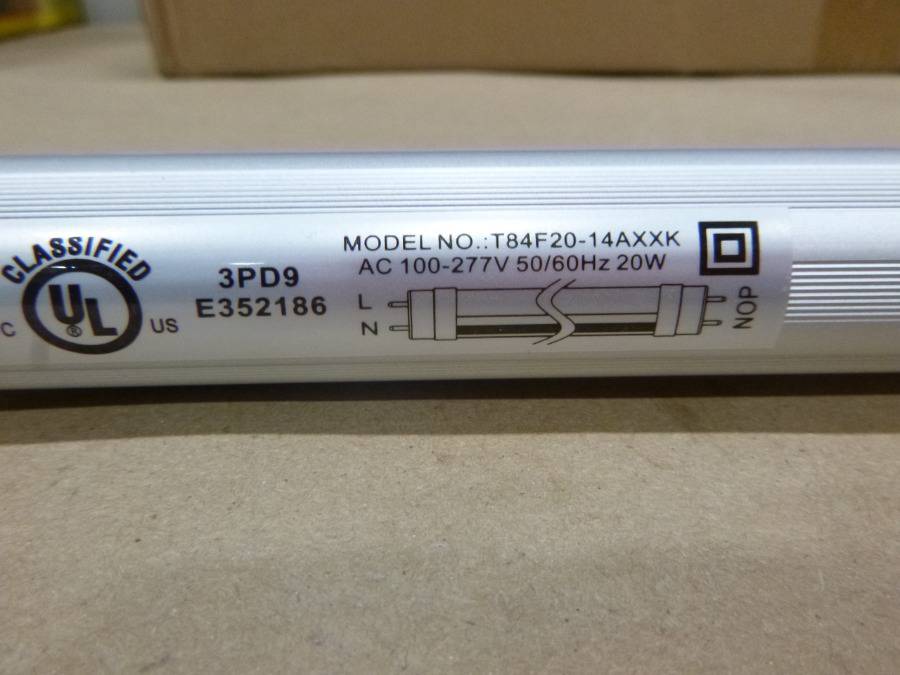 CLASSIFIED
C UL® US
3PD9
E352186
MODEL NO.:T84F20-14AXXK
AC 100-277V 50/60Hz 20W
L
N
NOP